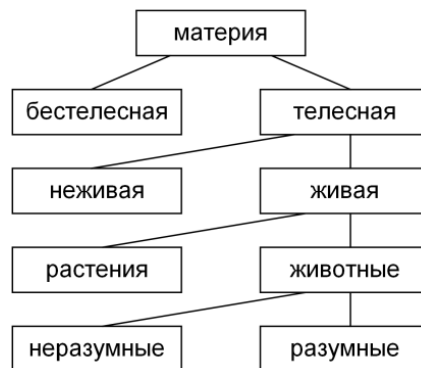 материя
бестелесная телесная
неживая живая
растения животные
неразумные разумные